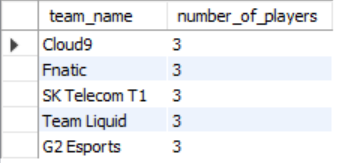 team_name number_of_players
Cloud9 3
Fnatic 3
SK Telecom T1 3
Team Liquid 3
G2 Esports 3